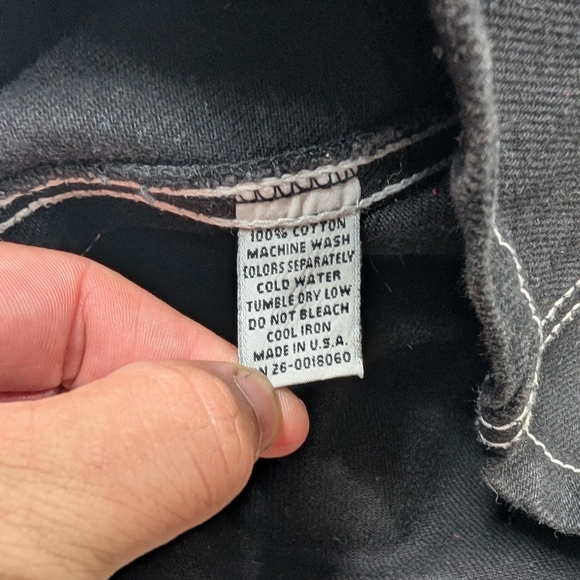 100% COTTON
MACHINE WASH
COLORS SEPARATELY
COLD WATER
TUMBLE DRY LOW
DO NOT BLEACH
COOL IRON
MADE IN U.S.A.
N 26-0018060